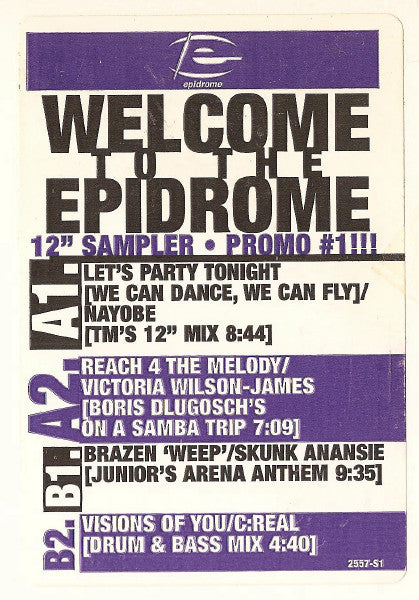 e
epidrome
WELCOME
TO THE
EPIDROME
12" SAMPLER • PROMO #1!!!
A1.
LET'S PARTY TONIGHT
[WE CAN DANCE, WE CAN FLY]/
NAYOBE
[TM'S 12" MIX 8:44]
A2.
REACH 4 THE MELODY/
VICTORIA WILSON-JAMES
[BORIS DLUGOSCH'S
ON A SAMBA TRIP 7:09]
B1.
BRAZEN 'WEEP'/SKUNK ANANSIE
[JUNIOR'S ARENA ANTHEM 9:35]
B2.
VISIONS OF YOU/C:REAL
[DRUM & BASS MIX 4:40]
2557-S1